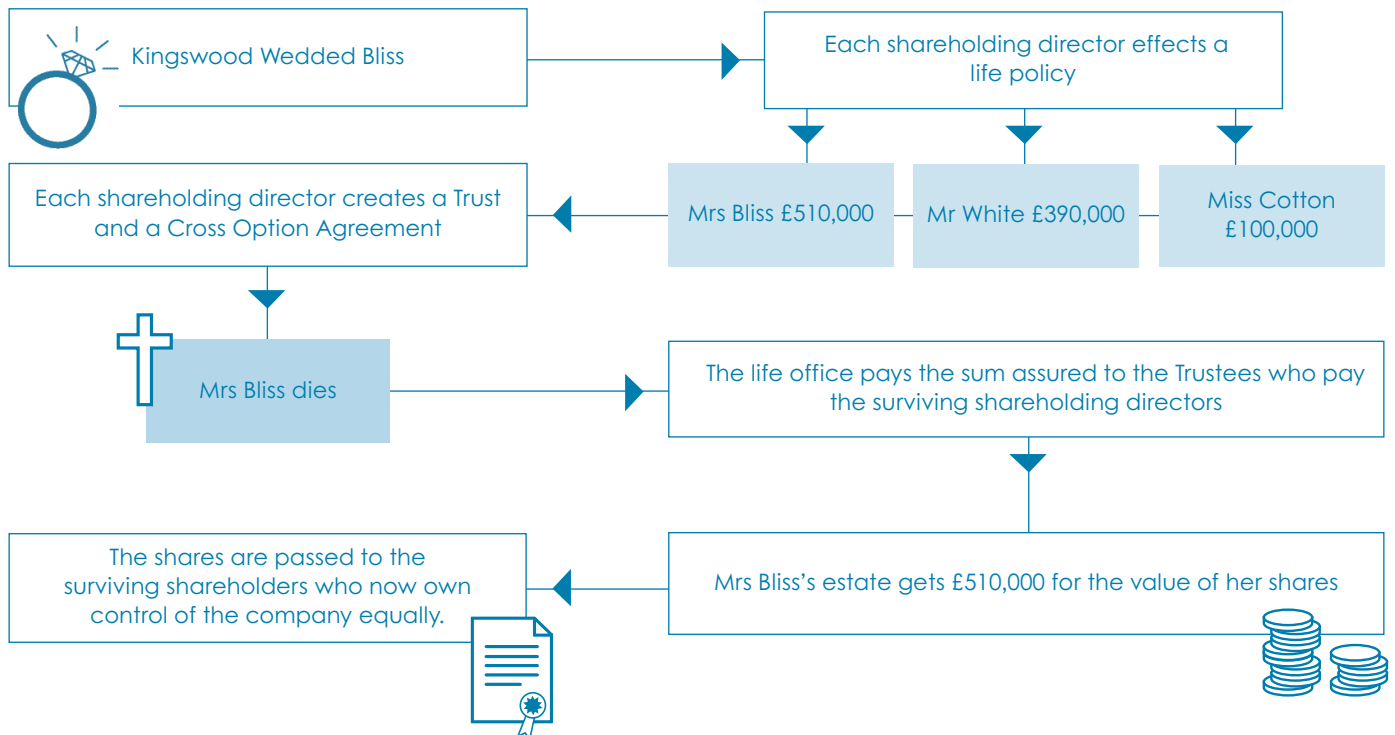 Kingswood Wedded Bliss
Each shareholding director effects a
life policy
Mrs Bliss £510,000
Mr White £390,000
Miss Cotton
£100,000
Each shareholding director creates a Trust
and a Cross Option Agreement
Mrs Bliss dies
The life office pays the sum assured to the Trustees who pay
the surviving shareholding directors
Mrs Bliss's estate gets £510,000 for the value of her shares
The shares are passed to the
surviving shareholders who now own
control of the company equally.